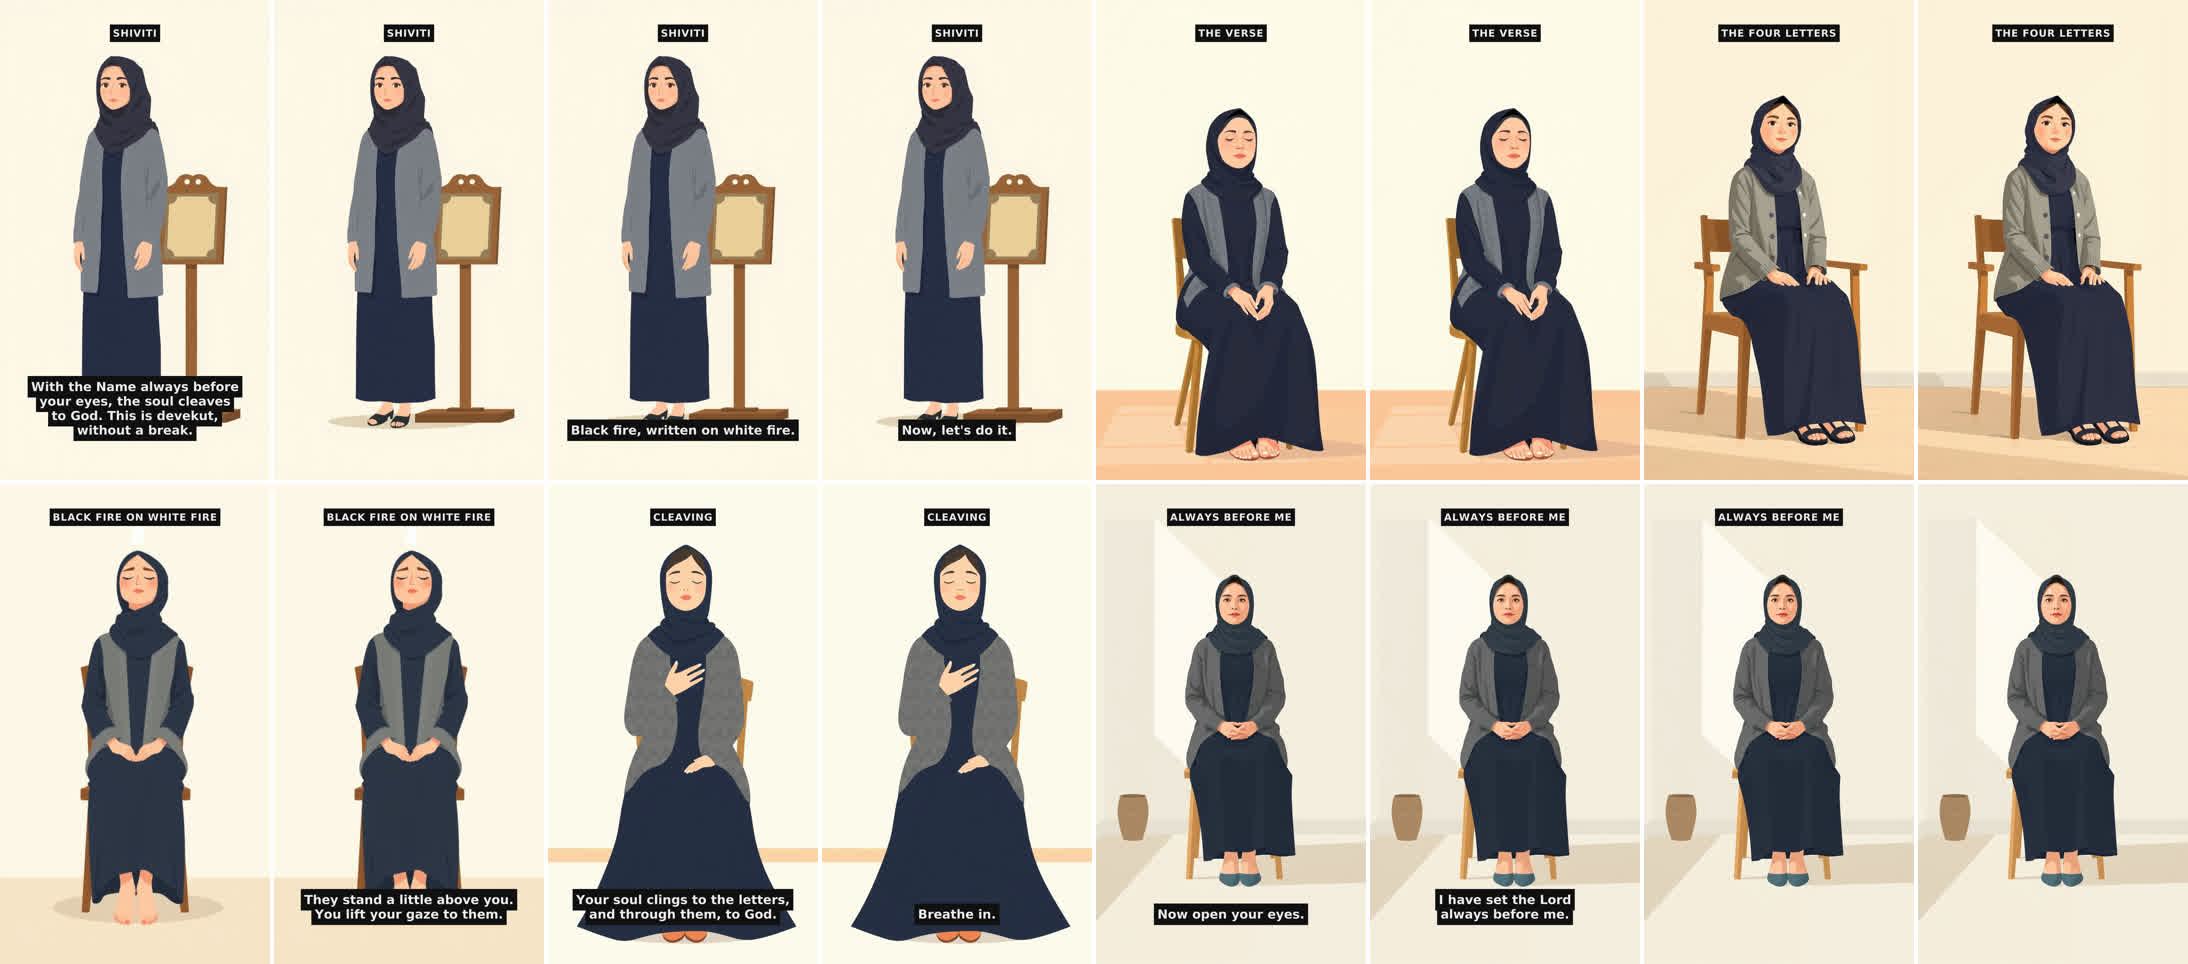 SHIVITI
With the Name always before
your eyes, the soul cleaves
to God. This is devekut,
without a break.
SHIVITI
SHIVITI
Black fire, written on white fire.
SHIVITI
Now, let's do it.
THE VERSE
THE VERSE
THE FOUR LETTERS
THE FOUR LETTERS
BLACK FIRE ON WHITE FIRE
BLACK FIRE ON WHITE FIRE
They stand a little above you.
You lift your gaze to them.
CLEAVING
Your soul clings to the letters,
and through them, to God.
CLEAVING
Breathe in.
ALWAYS BEFORE ME
Now open your eyes.
ALWAYS BEFORE ME
I have set the Lord
always before me.
ALWAYS BEFORE ME